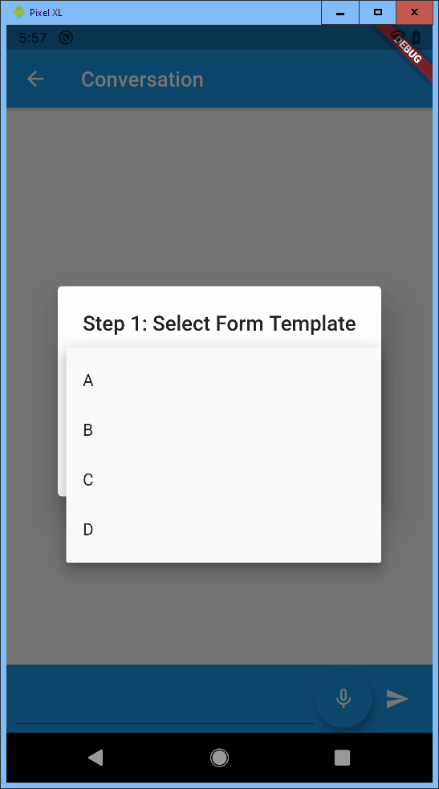 Pixel XL
5:57
DEBUG
Conversation
Step 1: Select Form Template
A
B
C
D